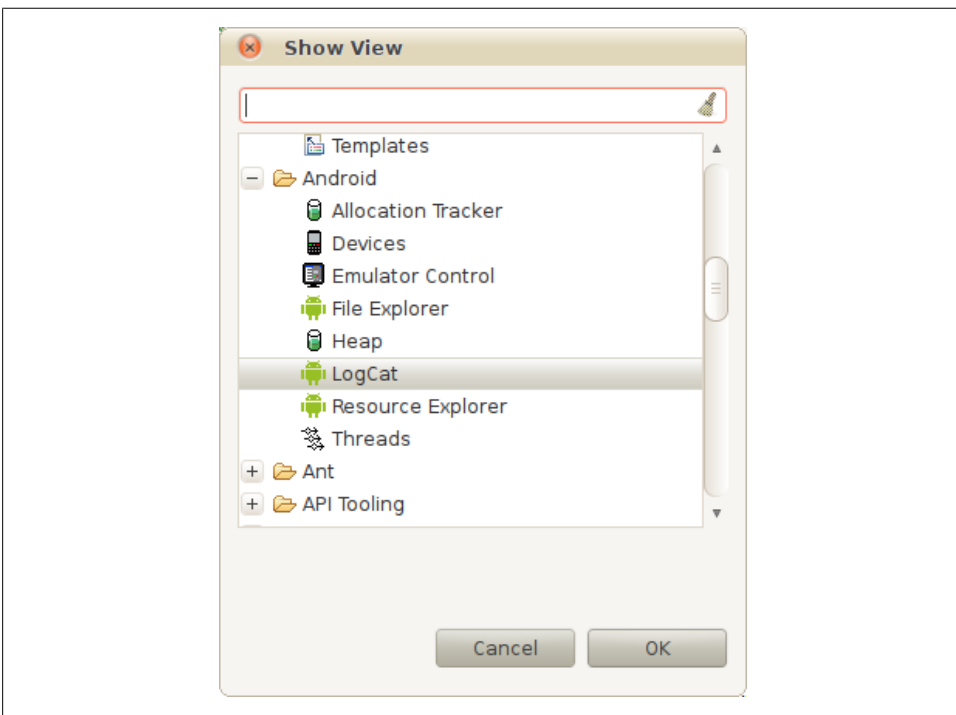 Show View
Templates
Android
Allocation Tracker
Devices
Emulator Control
File Explorer
Heap
LogCat
Resource Explorer
Threads
Ant
API Tooling
Cancel
OK